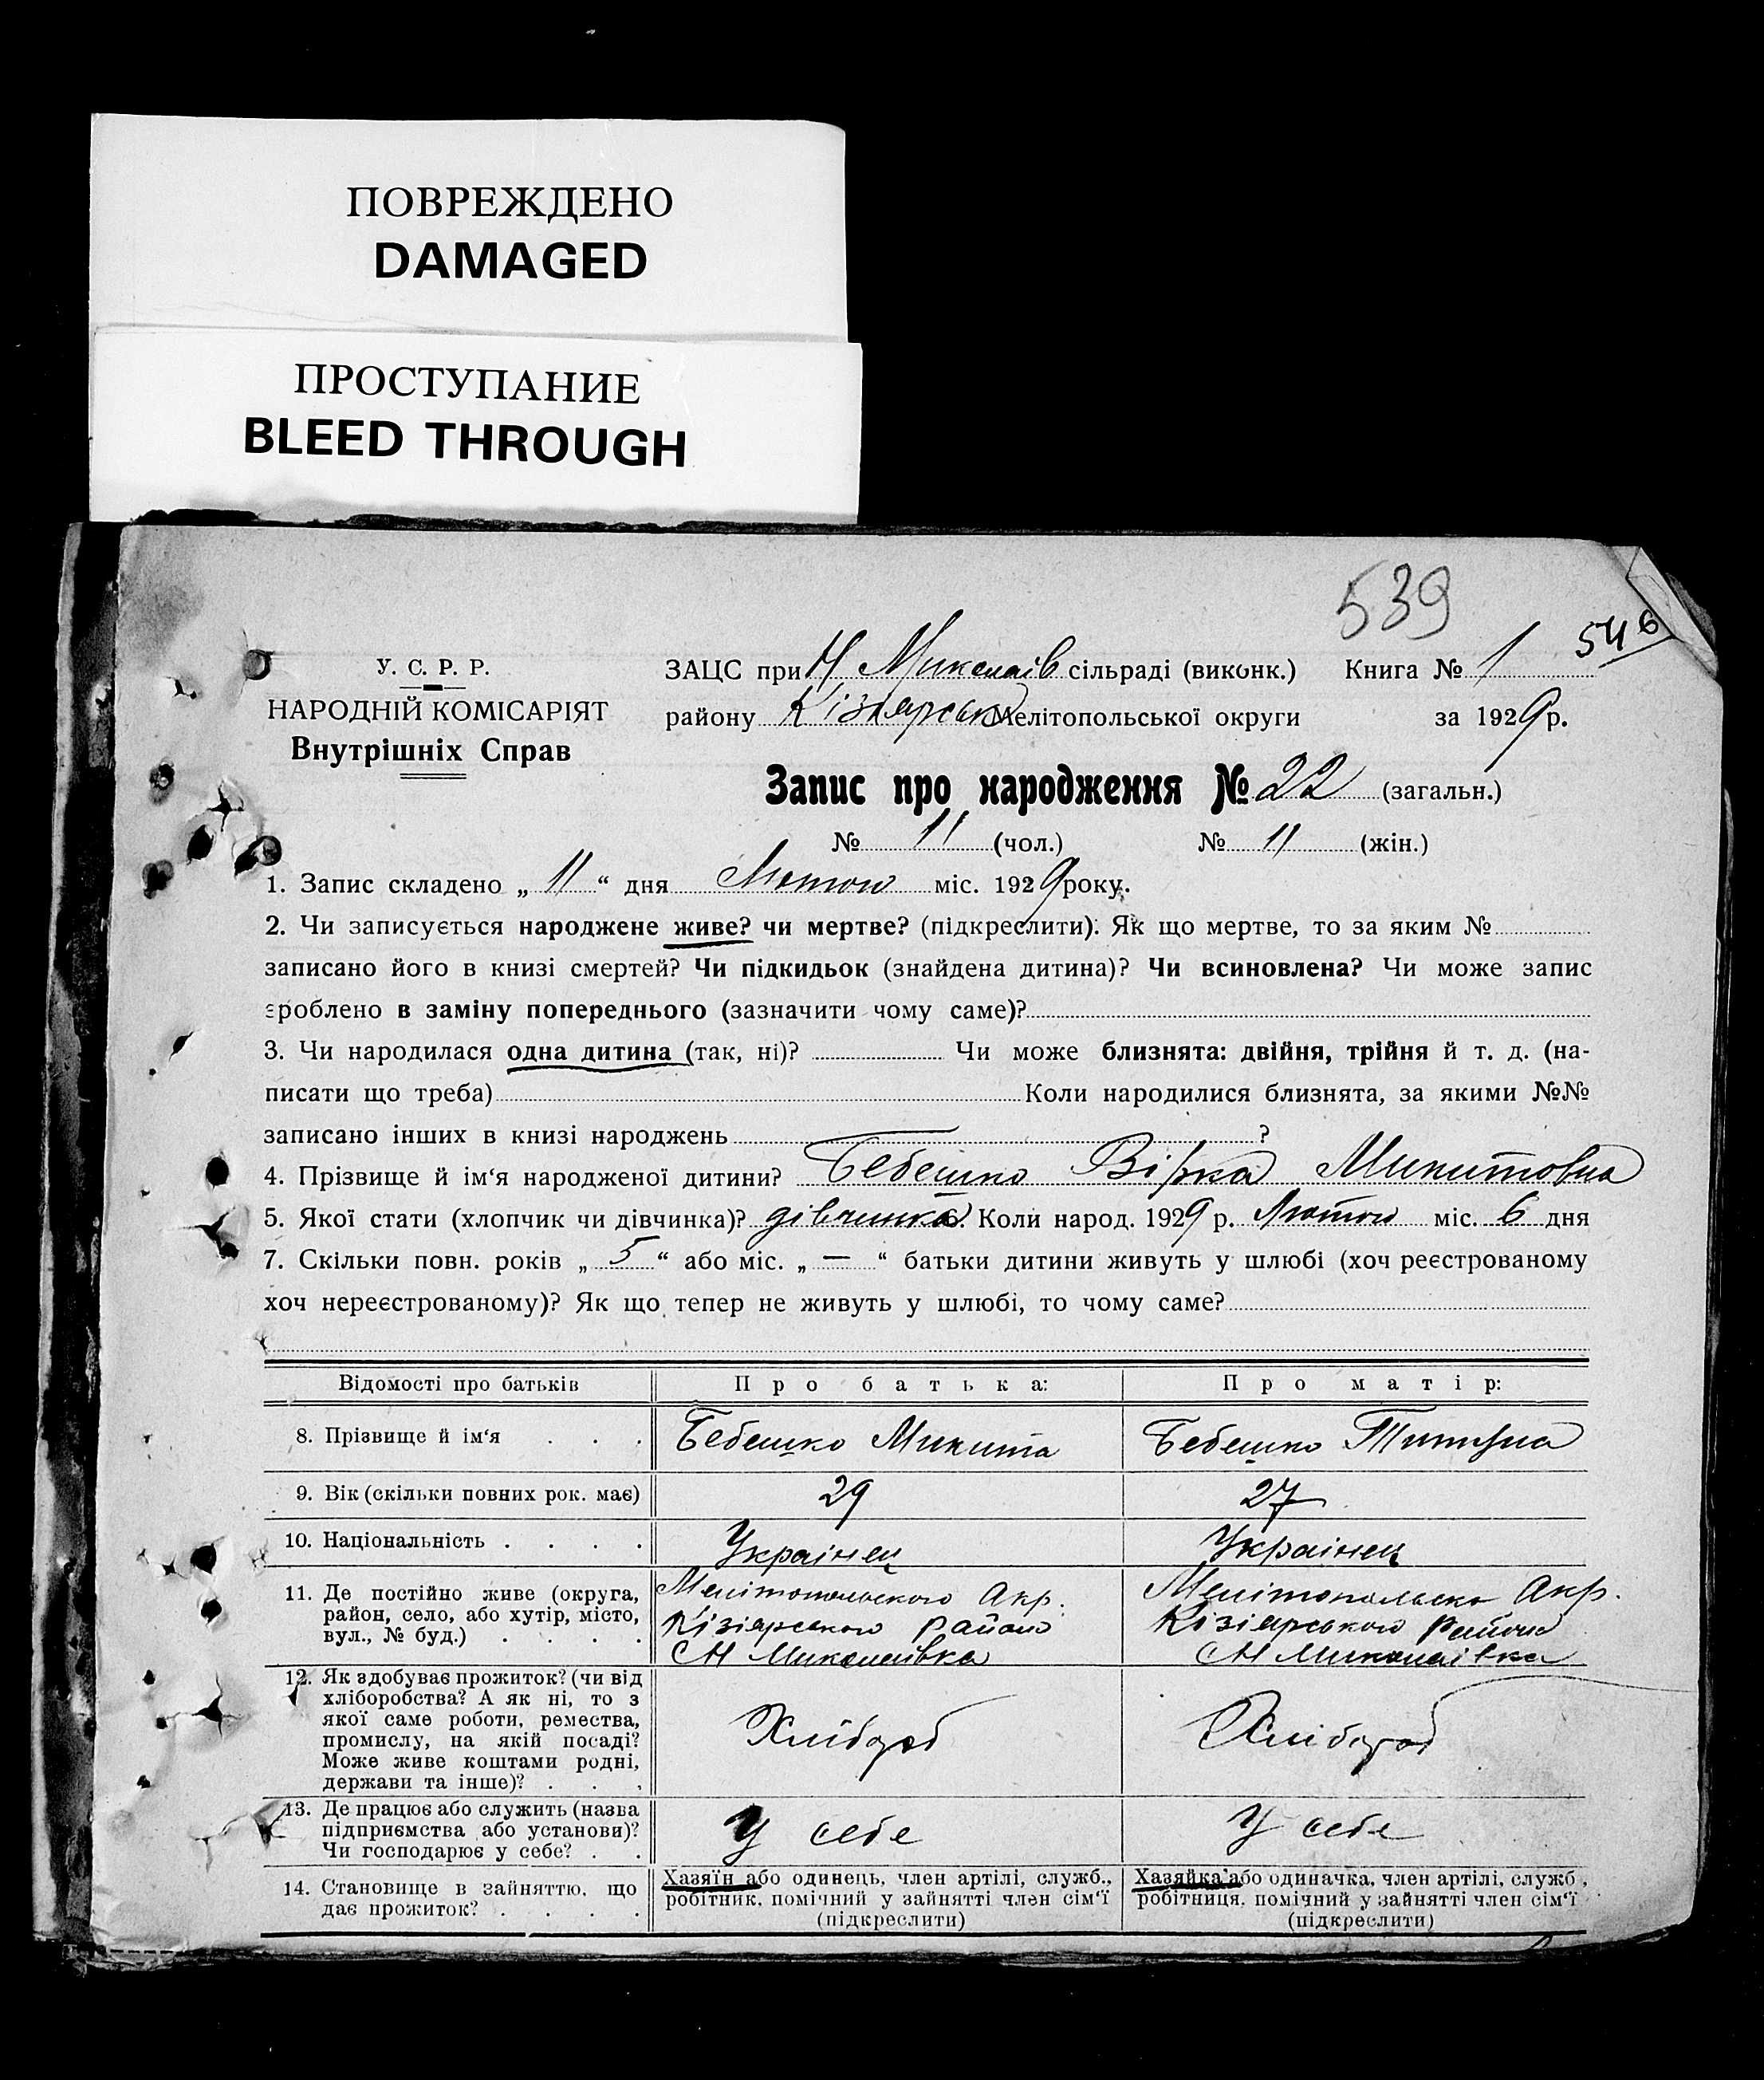 ПОВРЕЖДЕНО
DAMAGED
ПРОСТУПАНИЕ
BLEED THROUGH
539
546
У. С. Р. Р.
НАРОДНІЙ КОМІСАРІЯТ
Внутрішніх Справ
ЗАЦС при Н Миколаїв сільраді (виконк.) Книга № 1
району Кізіярсько Мелітопольської округи за 1929 р.
Запис про народження № 22 (загальн.)
№ 11 (чол.) № 11 (жін.)
1. Запис складено „ 11 “ дня Лютого міс. 1929 року.
2. Чи записується народжене живе? чи мертве? (підкреслити). Як що мертве, то за яким №
записано його в книзі смертей? Чи підкидьок (знайдена дитина)? Чи всиновлена? Чи може запис
зроблено в заміну попереднього (зазначити чому саме)?
3. Чи народилася одна дитина (так, ні)? Чи може близнята: двійня, трійня й т. д. (на-
писати що треба) Коли народилися близнята, за якими №№
записано інших в книзі народжень ?
4. Прізвище й ім‘я народженої дитини? Бебешко Вірка Микитовна
5. Якої стати (хлопчик чи дівчинка)? дівчинка 6. Коли народ. 1929 р. Лютого міс. 6 дня
7. Скільки повн. років „ 5 “ або міс. „ — “ батьки дитини живуть у шлюбі (хоч реєстрованому
хоч нереєстрованому)? Як що тепер не живуть у шлюбі, то чому саме?
Відомості про батьків Про батька: Про матір:
8. Прізвище й ім‘я . . . Бебешко Микита Бебешко
9. Вік (скільки повних рок. має) 29 27
10. Національність . . . . Українец Українец
11. Де постійно живе (округа, район, село, або хутір, місто, вул., № буд.) . . . .
Мелітопольского Акр.
Кізіярського Району
С Н Миколаївка
Мелітопольско Акр.
Кізіярського Району
С Н Миколаївка
12. Як здобуває прожиток? (чи від
хліборобства? А як ні, то з
якої саме роботи, ремества,
промислу, на якій посаді?
Може живе коштами родні,
держави та інше)? . . .
Хлібороб Хлібороб
13. Де працює або служить (назва
підприємства або установи)?
Чи господарює у себе? . .
У себе У себе
14. Становище в зайняттю, що
дає прожиток? . . . .
Хазяїн або одинець, член артілі, служб.,
робітник, помічний у зайнятті член сім‘ї
(підкреслити)
Хазяйка або одиначка, член артілі, служб.,
робітниця, помічний у зайнятті член сім‘ї
(підкреслити)